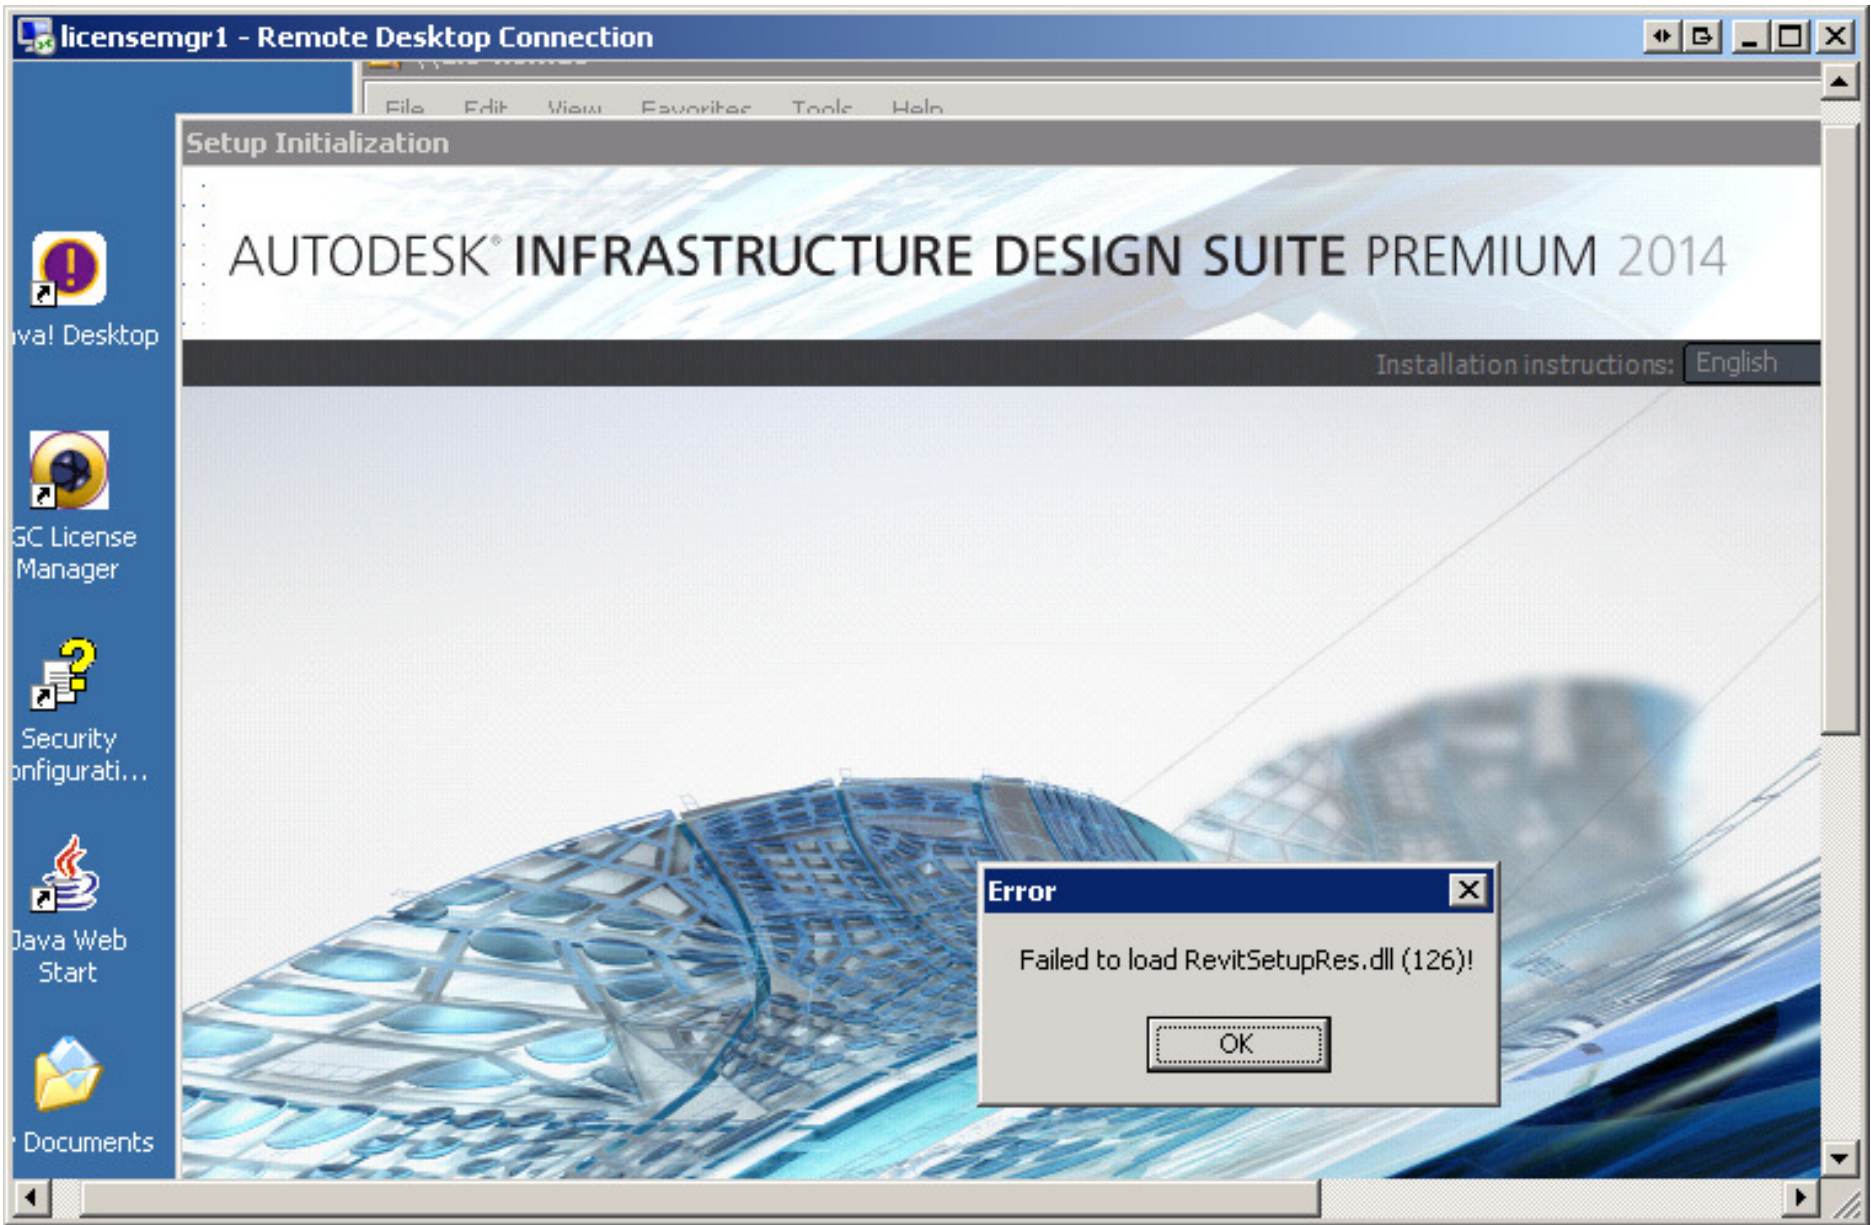 licensemgr1 - Remote Desktop Connection
File Edit View Favorites Tools Help
Setup Initialization
AUTODESK® INFRASTRUCTURE DESIGN SUITE PREMIUM 2014
Installation instructions: English
ava! Desktop
GC License
Manager
Security
onfigurati...
Java Web
Start
Documents
Error
Failed to load RevitSetupRes.dll (126)!
OK